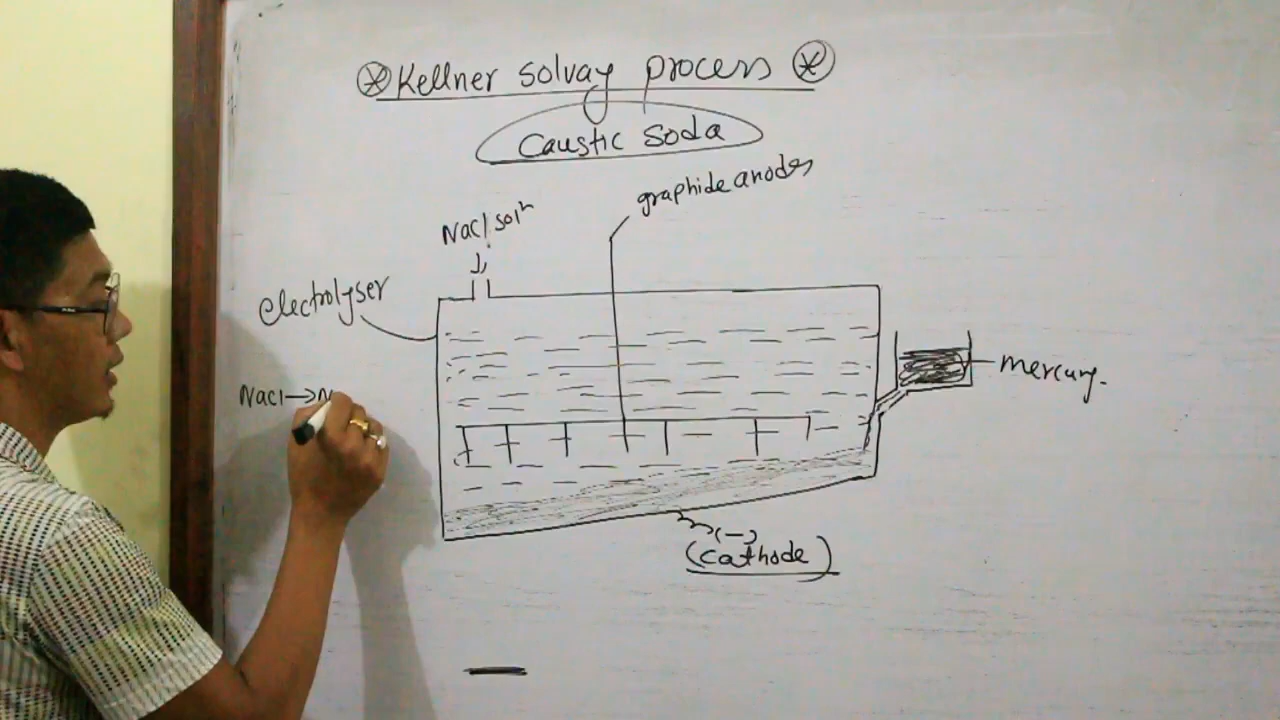 Kellner solvay process
Caustic Soda
graphide anodes
NaCl solⁿ
electrolyser
mercury.
NaCl → N
(-)
(cathode)